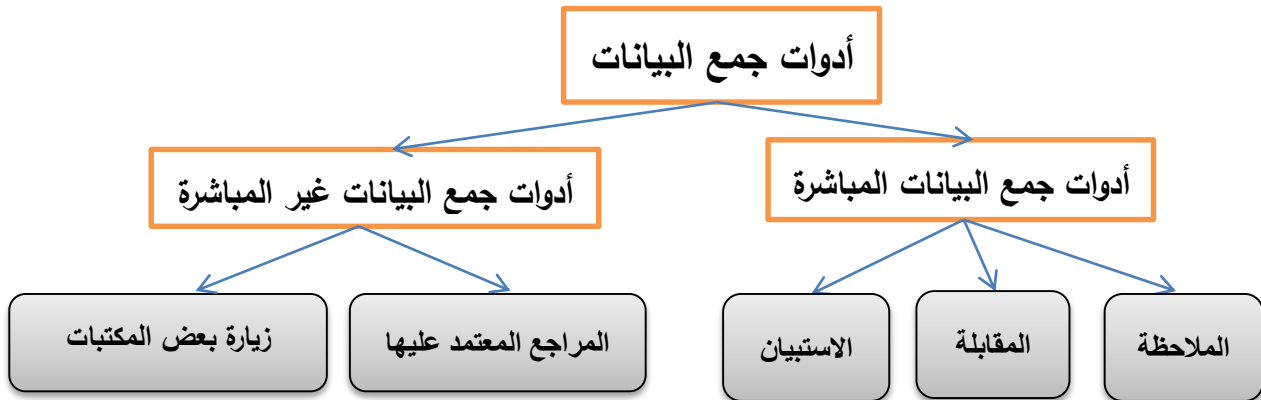 أدوات جمع البيانات
أدوات جمع البيانات المباشرة
أدوات جمع البيانات غير المباشرة
الملاحظة
المقابلة
الاستبيان
المراجع المعتمد عليها
زيارة بعض المكتبات